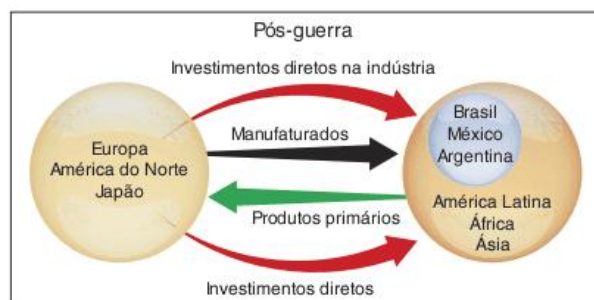 Pós-guerra
Investimentos diretos na indústria
Europa
América do Norte
Japão
Manufaturados
Produtos primários
Brasil
México
Argentina
América Latina
África
Ásia
Investimentos diretos